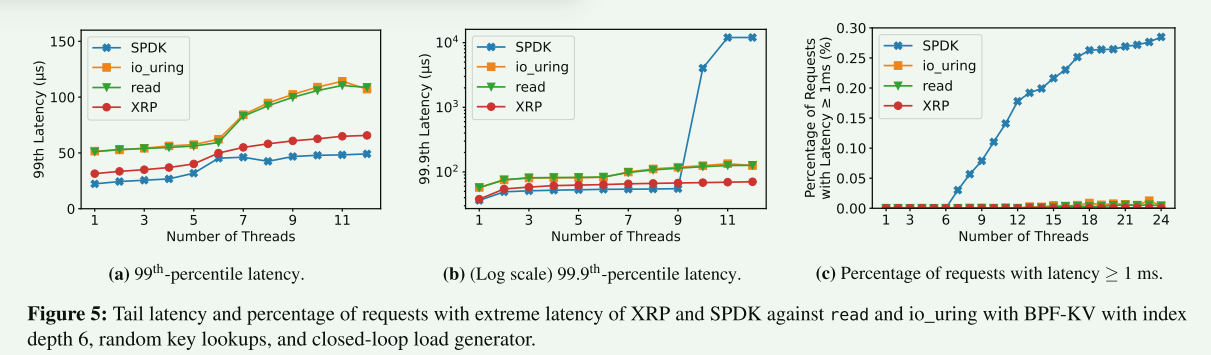 99th Latency (µs)
150
100
50
0
SPDK
io_uring
read
XRP
1 3 5 7 9 11
Number of Threads
(a) 99th-percentile latency.
99.9th Latency (µs)
10^4
10^3
10^2
SPDK
io_uring
read
XRP
1 3 5 7 9 11
Number of Threads
(b) (Log scale) 99.9th-percentile latency.
Percentage of Requests
with Latency ≥ 1ms (%)
0.30
0.25
0.20
0.15
0.10
0.05
0.00
SPDK
io_uring
read
XRP
1 3 6 9 12 15 18 21 24
Number of Threads
(c) Percentage of requests with latency ≥ 1 ms.
Figure 5: Tail latency and percentage of requests with extreme latency of XRP and SPDK against read and io_uring with BPF-KV with index
depth 6, random key lookups, and closed-loop load generator.